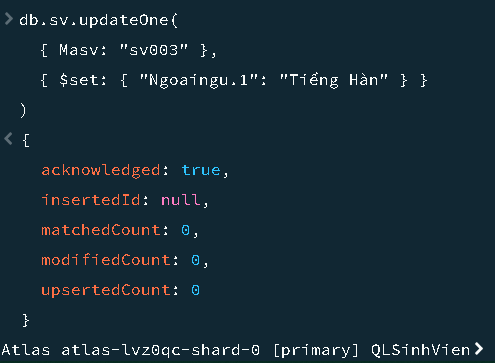 > db.sv.updateOne(
{ Masv: "sv003" },
{ $set: { "Ngoaingu.1": "Tiếng Hàn" } }
)
< {
acknowledged: true,
insertedId: null,
matchedCount: 0,
modifiedCount: 0,
upsertedCount: 0
}
Atlas atlas-lvz0qc-shard-0 [primary] QLSinhVien>